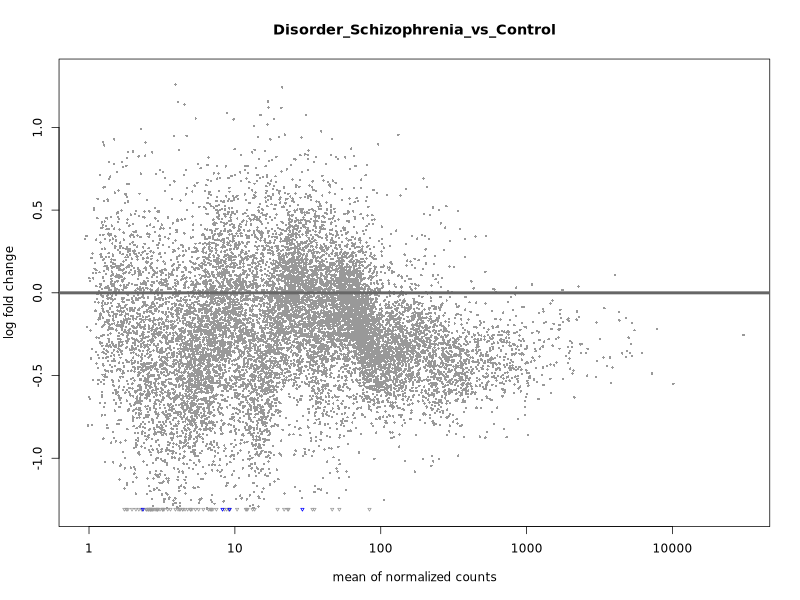 Disorder_Schizophrenia_vs_Control
log fold change
1.0
0.5
0.0
-0.5
-1.0
1 10 100 1000 10000
mean of normalized counts